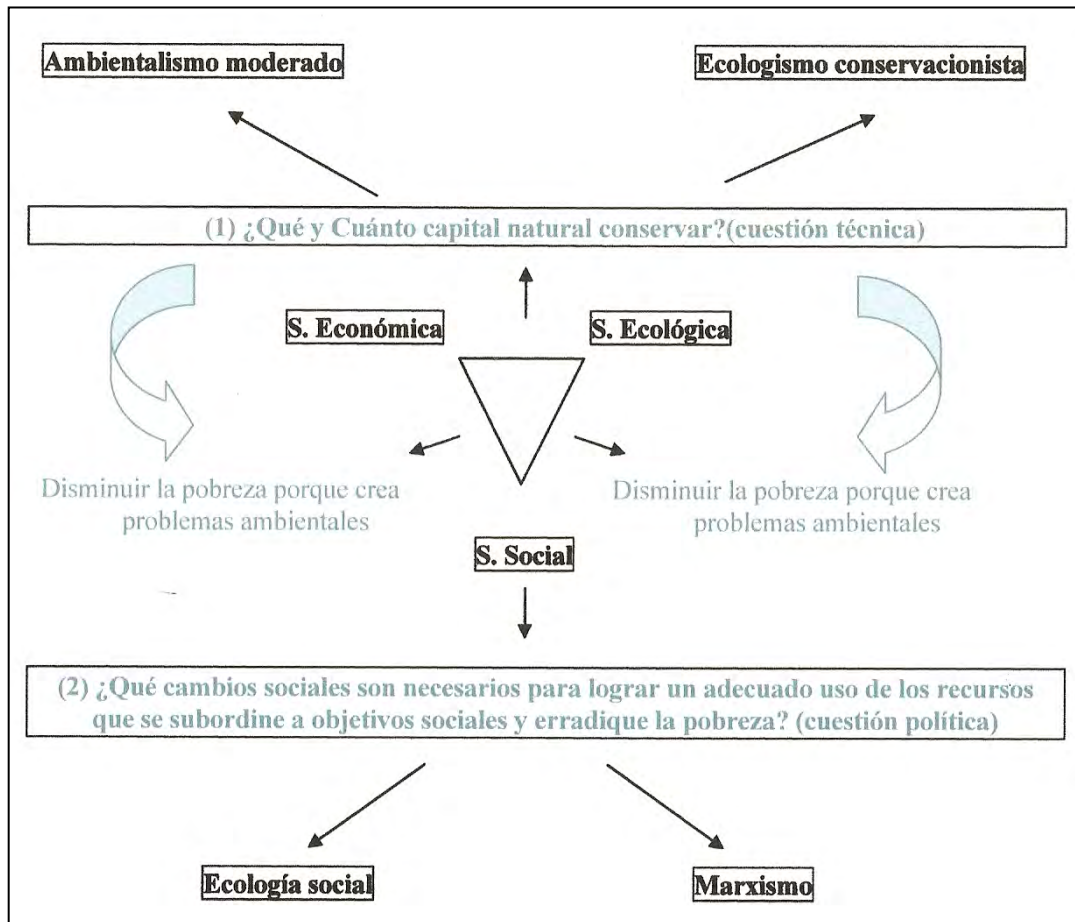 Ambientalismo moderado
Ecologismo conservacionista
(1) ¿Qué y Cuánto capital natural conservar?(cuestión técnica)
S. Económica
S. Ecológica
Disminuir la pobreza porque crea
problemas ambientales
Disminuir la pobreza porque crea
problemas ambientales
S. Social
(2) ¿Qué cambios sociales son necesarios para lograr un adecuado uso de los recursos
que se subordine a objetivos sociales y erradique la pobreza? (cuestión política)
Ecología social
Marxismo